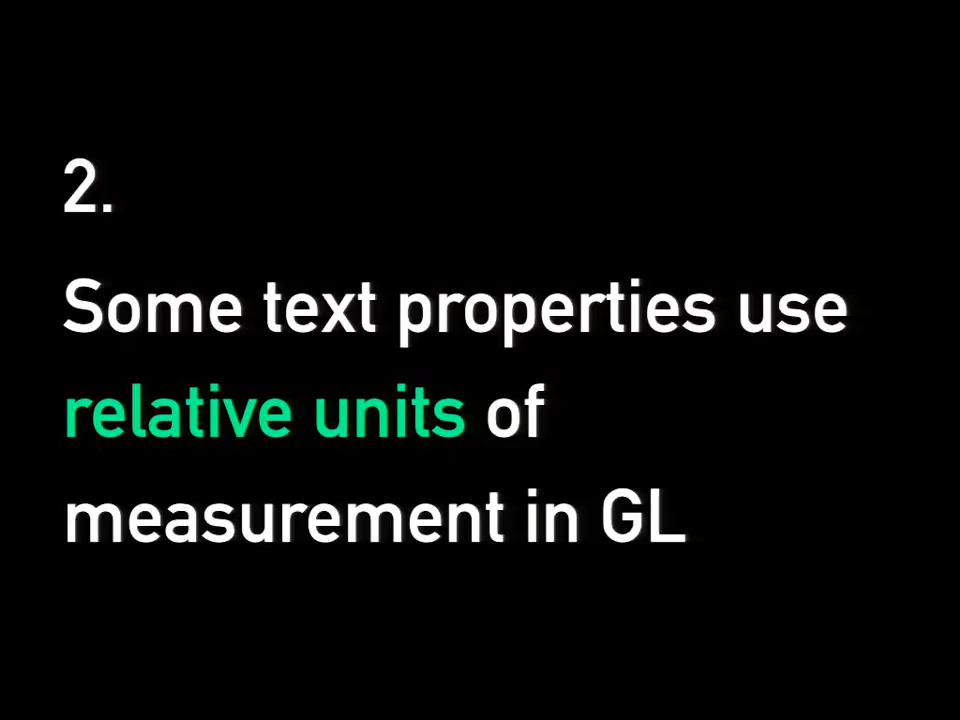 2.
Some text properties use
relative units of
measurement in GL